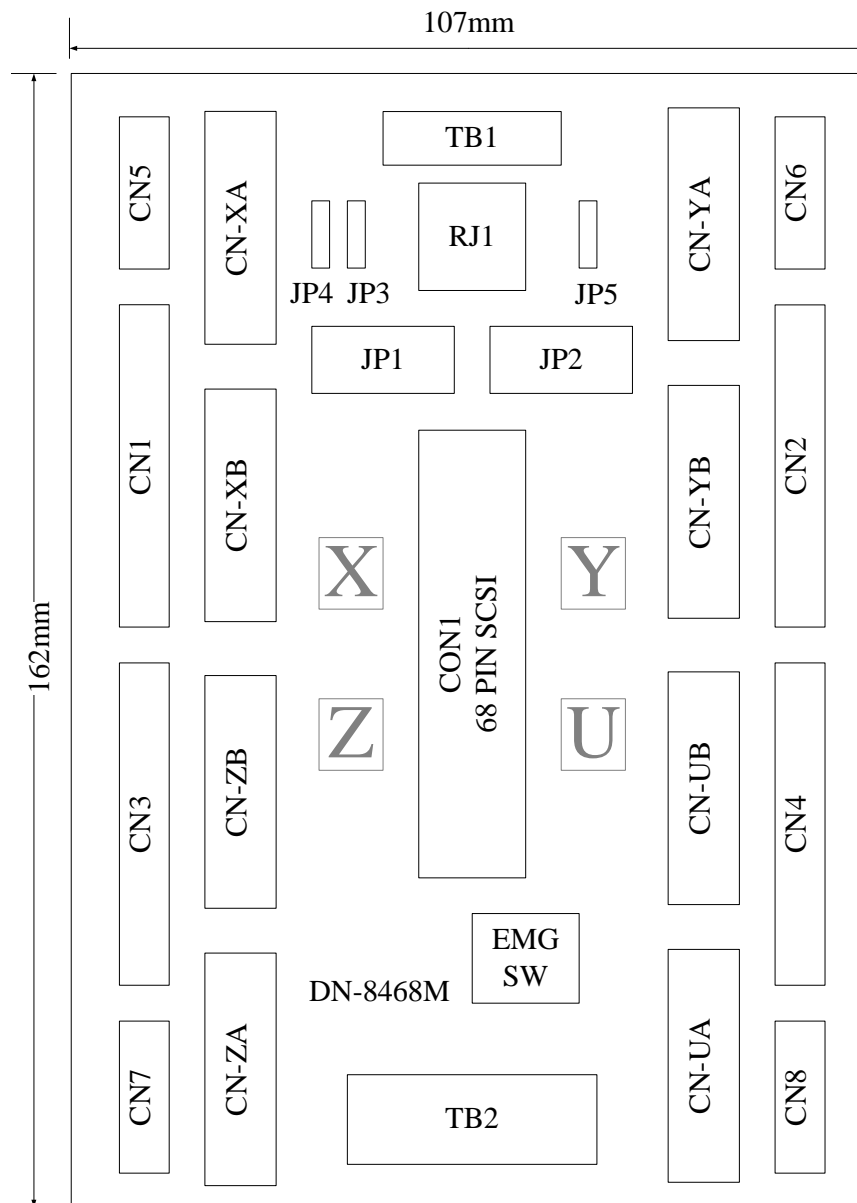 107mm
TB1
CN5
CN-XA
CN-YA
CN6
RJ1
JP4
JP3
JP5
JP1
JP2
CN1
CN-XB
CN-YB
CN2
X
Y
CON1
68 PIN SCSI
162mm
Z
U
CN3
CN-ZB
CN-UB
CN4
EMG
SW
DN-8468M
CN7
CN-ZA
CN-UA
CN8
TB2